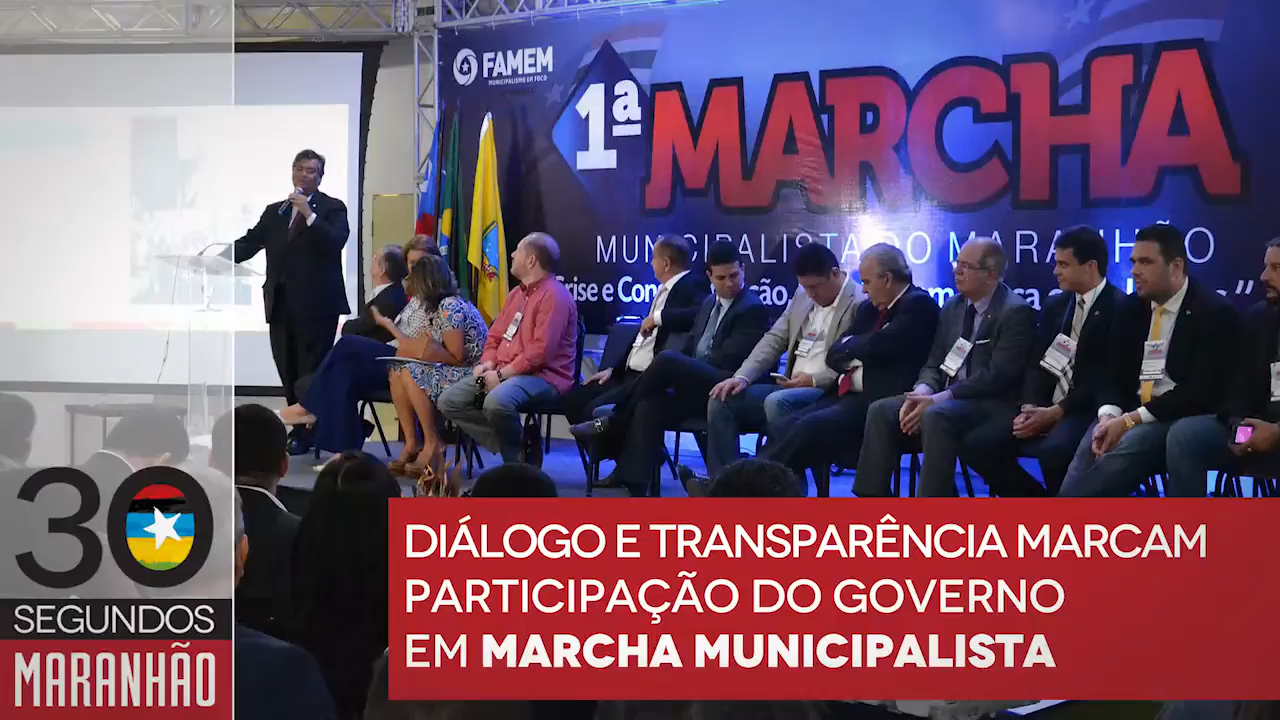 FAMEM
MUNICIPALISMO EM FOCO
1ª MARCHA
MUNICIPALISTA DO MARANHÃO
30
SEGUNDOS
MARANHÃO
DIÁLOGO E TRANSPARÊNCIA MARCAM
PARTICIPAÇÃO DO GOVERNO
EM MARCHA MUNICIPALISTA